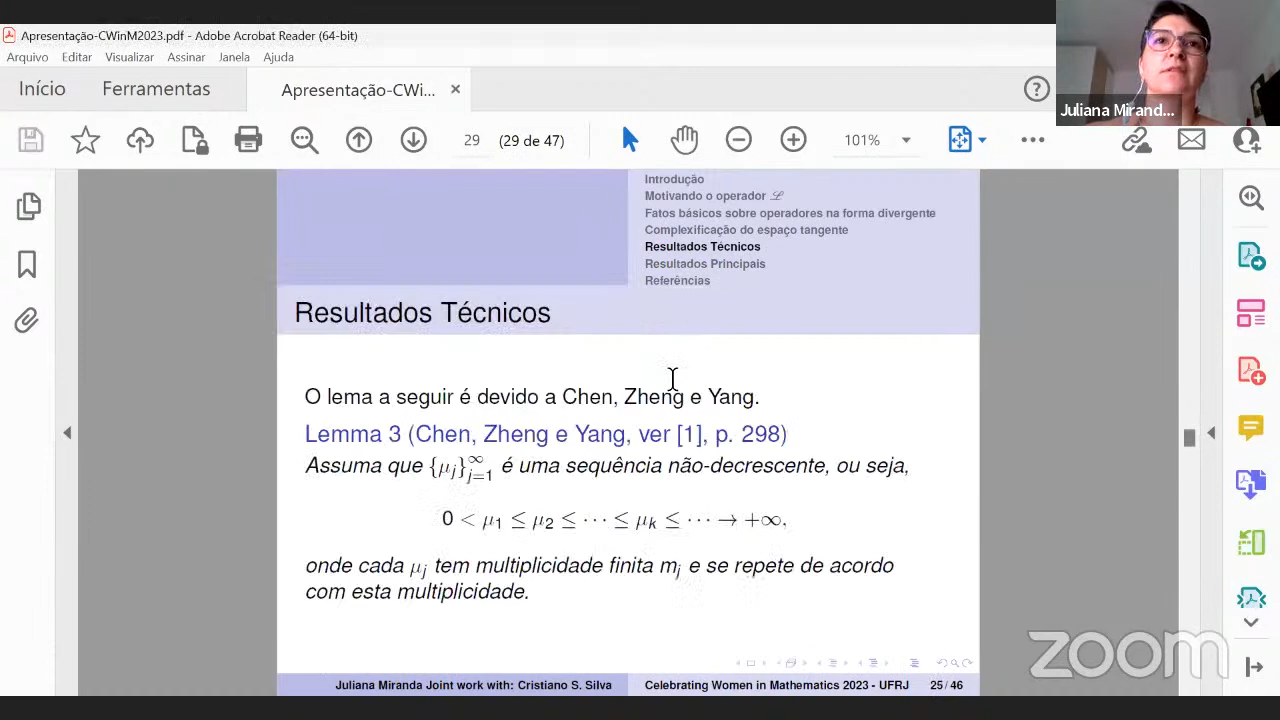 Apresentação-CWinM2023.pdf - Adobe Acrobat Reader (64-bit)
Arquivo Editar Visualizar Assinar Janela Ajuda
Início Ferramentas Apresentação-CWi... ×
29 (29 de 47) 101%
Juliana Mirand...
Introdução
Motivando o operador ℒ
Fatos básicos sobre operadores na forma divergente
Complexificação do espaço tangente
Resultados Técnicos
Resultados Principais
Referências
Resultados Técnicos
O lema a seguir é devido a Chen, Zheng e Yang.
Lemma 3 (Chen, Zheng e Yang, ver [1], p. 298)
Assuma que {μ_j}_{j=1}^∞ é uma sequência não-decrescente, ou seja,
0 < μ_1 ≤ μ_2 ≤ ⋯ ≤ μ_k ≤ ⋯ → +∞,
onde cada μ_j tem multiplicidade finita m_j e se repete de acordo
com esta multiplicidade.
Juliana Miranda Joint work with: Cristiano S. Silva Celebrating Women in Mathematics 2023 - UFRJ 25 / 46
zoom